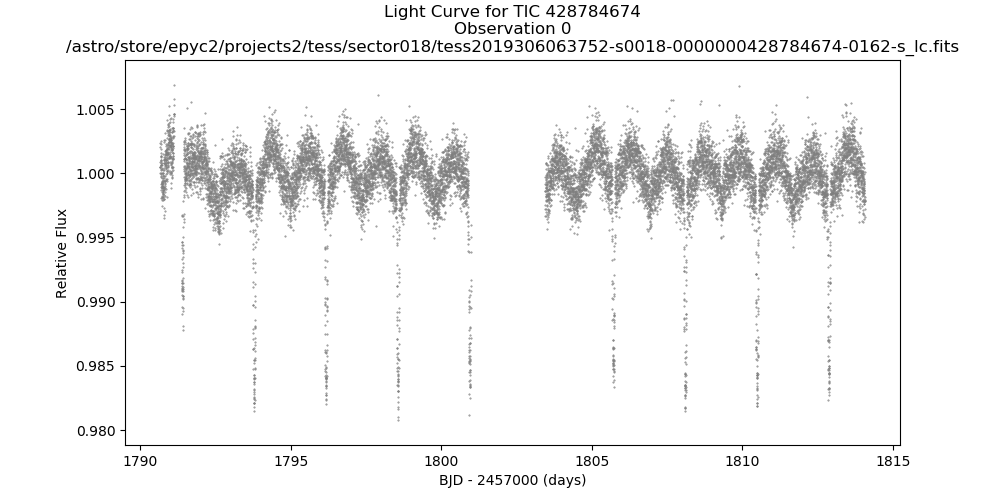 Light Curve for TIC 428784674
Observation 0
/astro/store/epyc2/projects2/tess/sector018/tess2019306063752-s0018-0000000428784674-0162-s_lc.fits
Relative Flux
1.005
1.000
0.995
0.990
0.985
0.980
1790 1795 1800 1805 1810 1815
BJD - 2457000 (days)